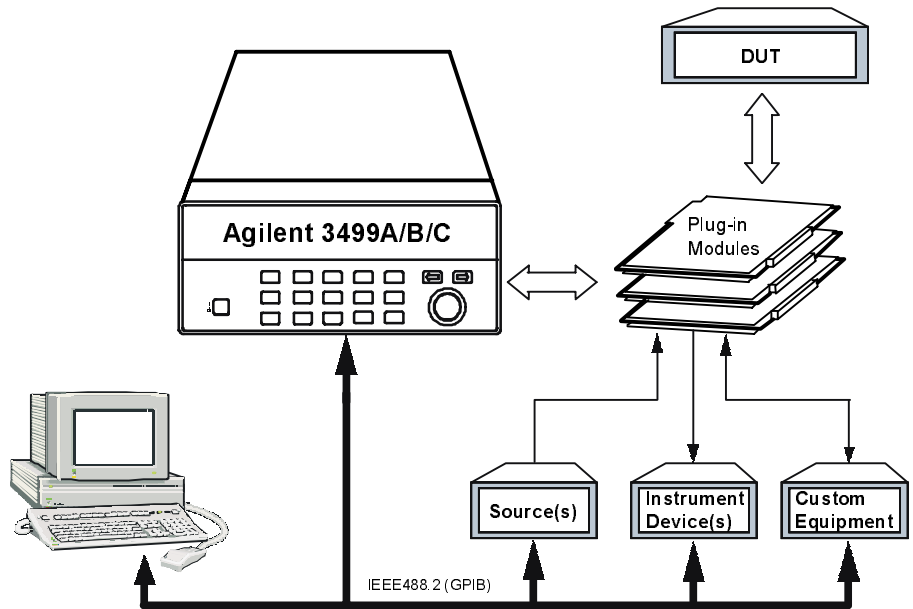 DUT
Agilent 3499A/B/C
Plug-in
Modules
Source(s)
Instrument
Device(s)
Custom
Equipment
IEEE488.2 (GPIB)